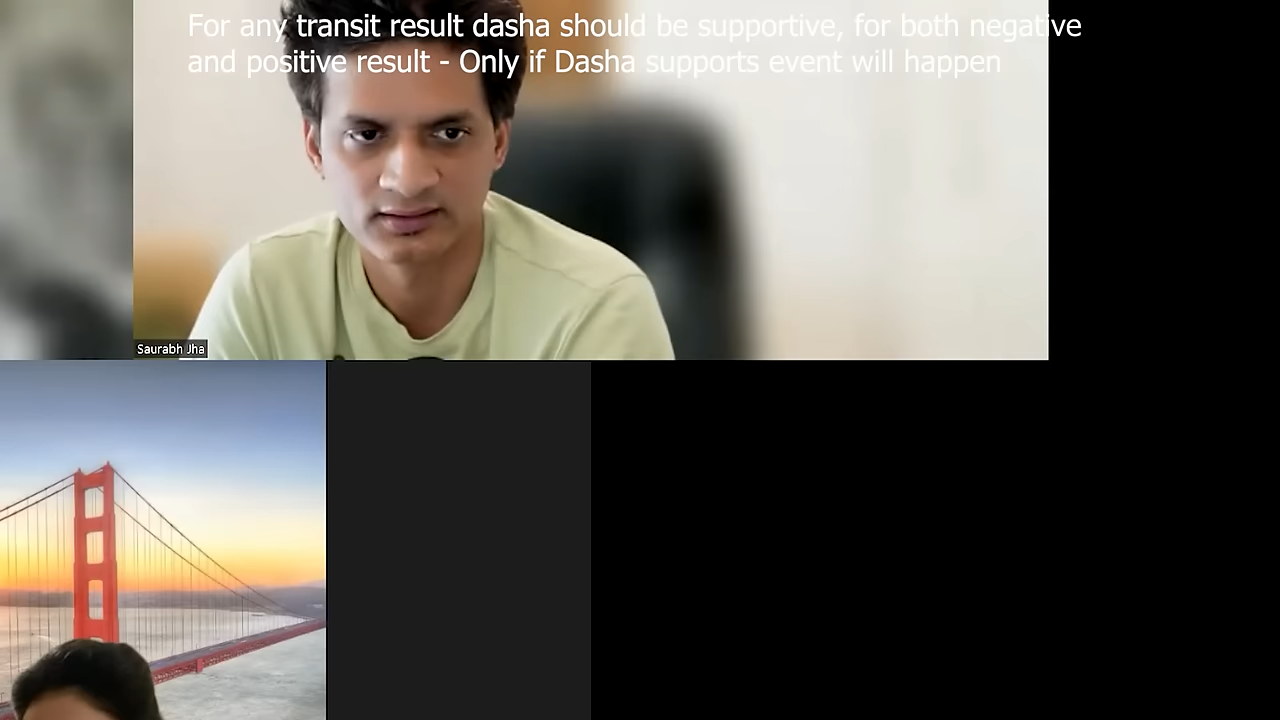 For any transit result dasha should be supportive, for both negative
and positive result - Only if Dasha supports event will happen
Saurabh Jha